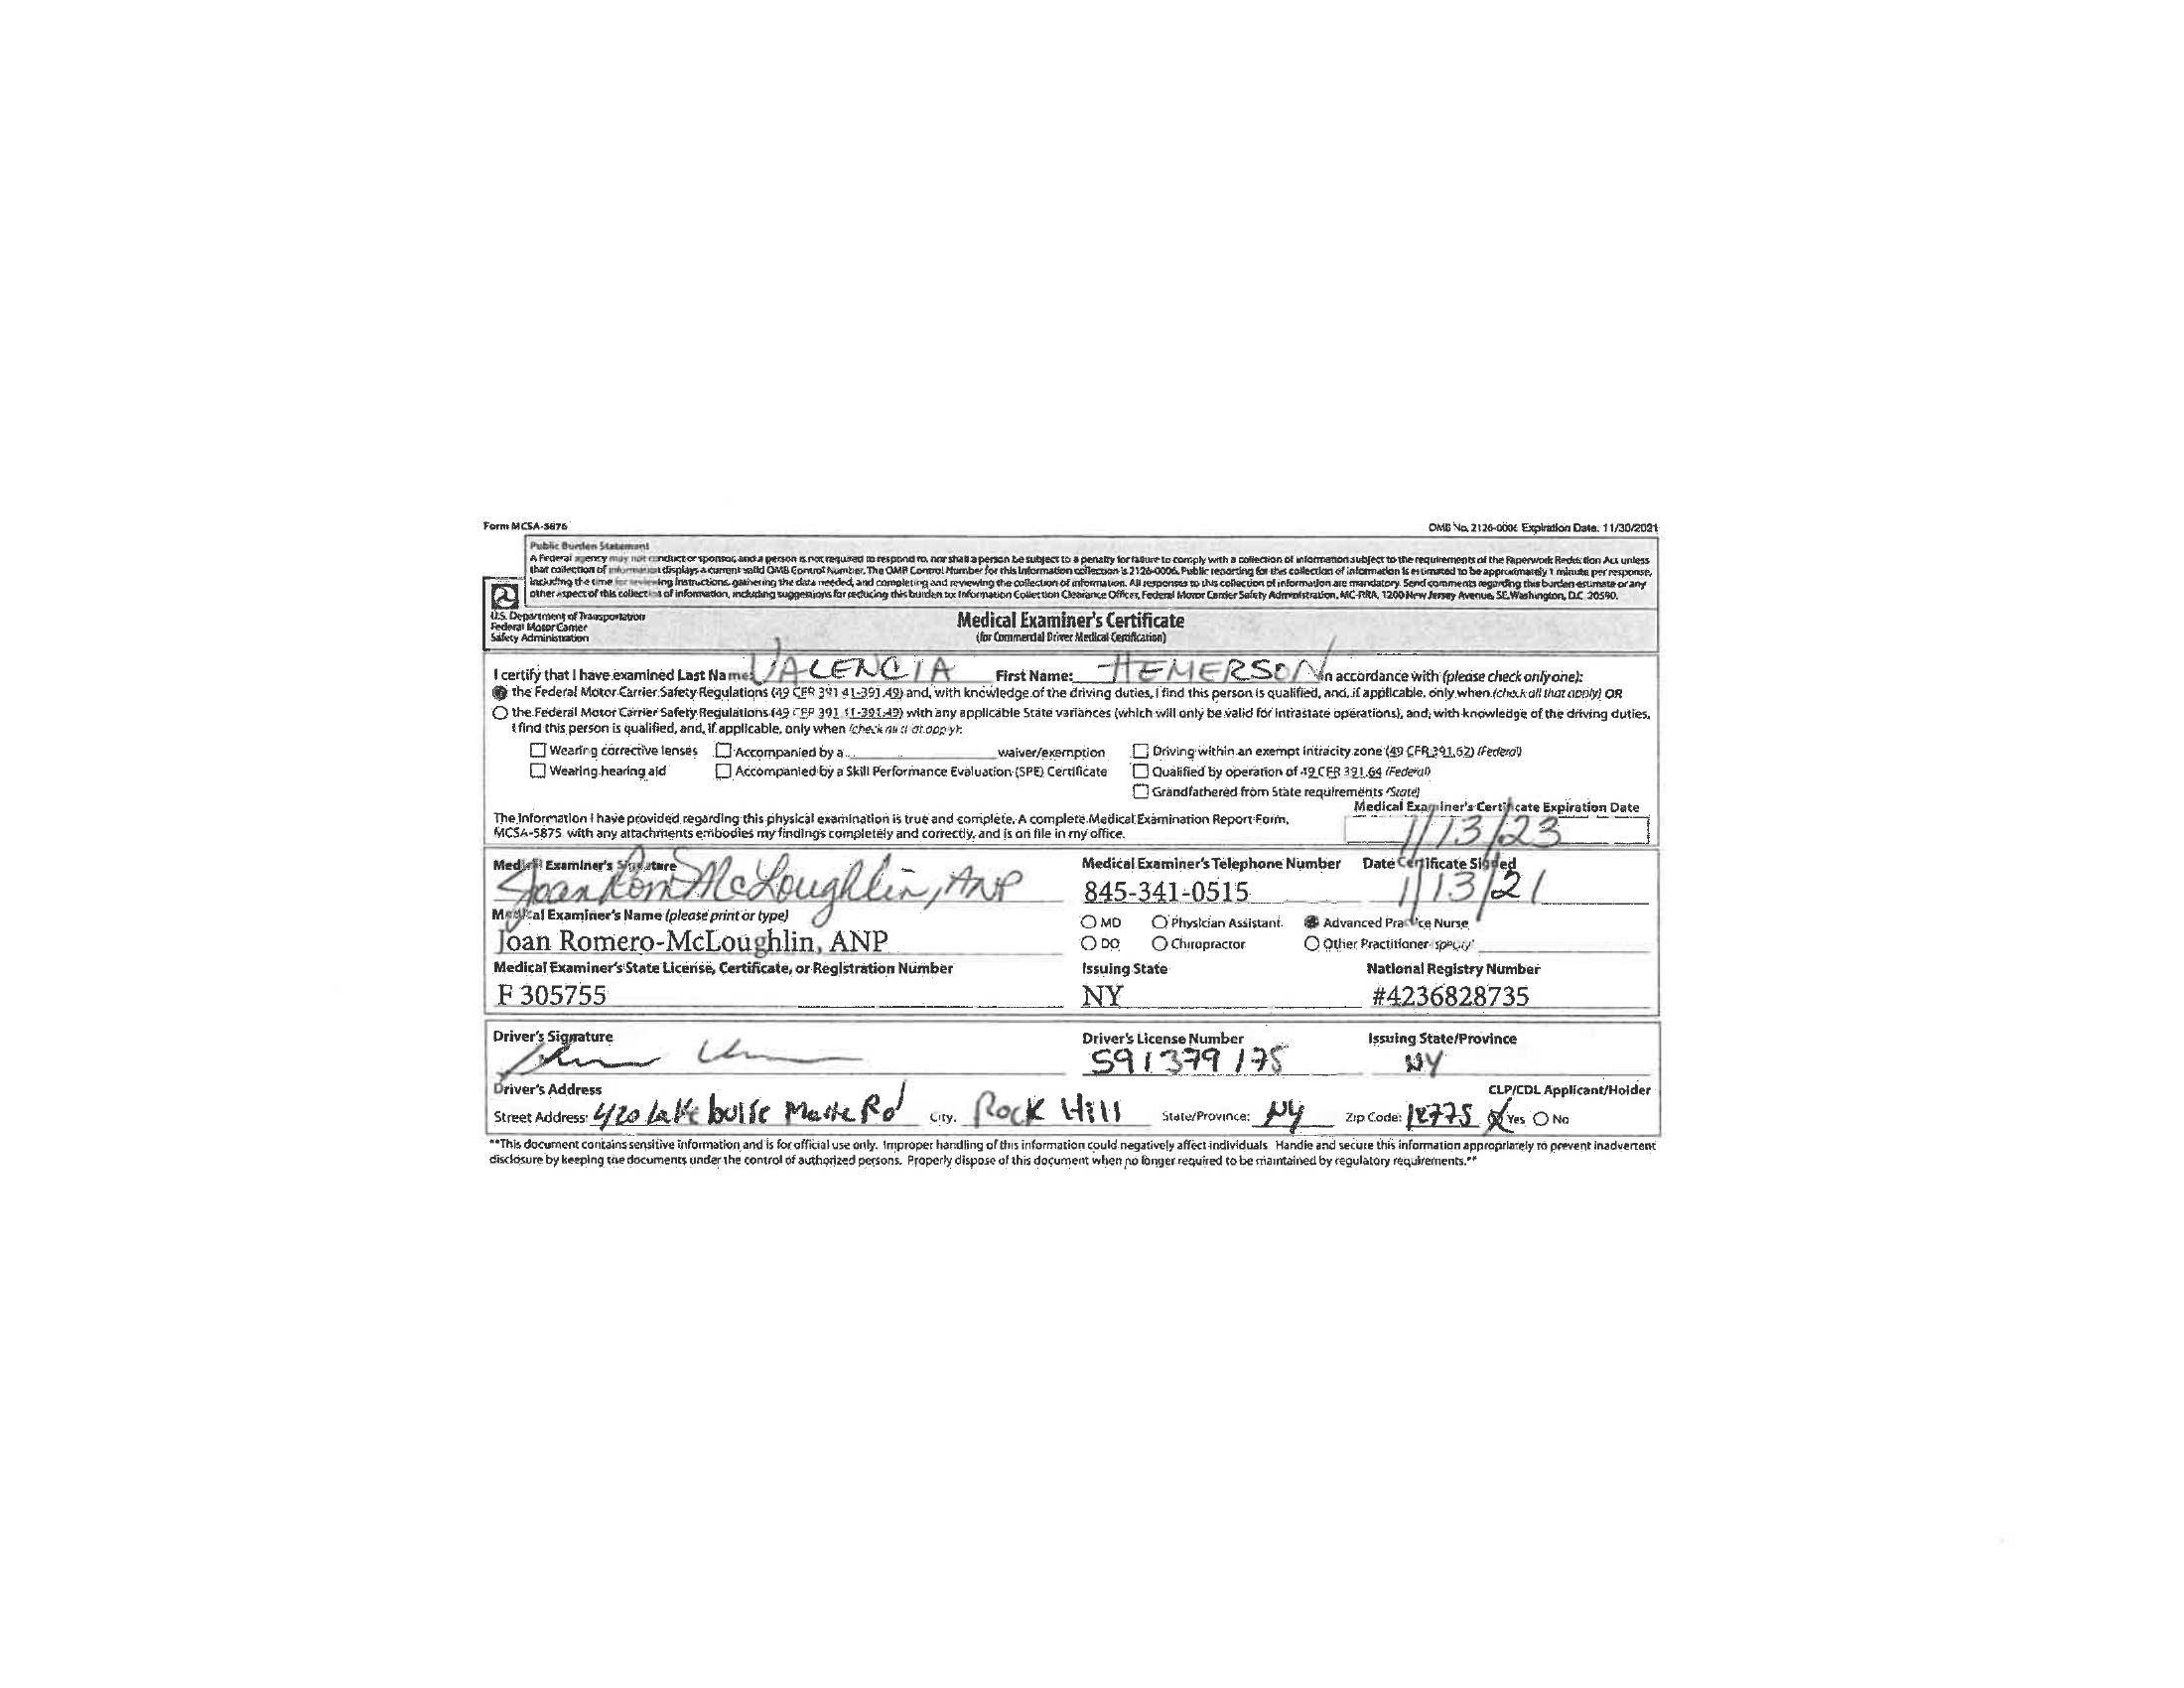 Form MCSA-5876
OMB No. 2126-0006 Expiration Date: 11/30/2021
Public Burden Statement
A Federal agency may not conduct or sponsor, and a person is not required to respond to, nor shall a person be subject to a penalty for failure to comply with a collection of information subject to the requirements of the Paperwork Reduction Act unless
that collection of information displays a current valid OMB Control Number. The OMB Control Number for this information collection is 2126-0006. Public reporting for this collection of information is estimated to be approximately 1 minute per response,
including the time for reviewing instructions, gathering the data needed, and completing and reviewing the collection of information. All responses to this collection of information are mandatory. Send comments regarding this burden estimate or any
other aspect of this collection of information, including suggestions for reducing this burden to: Information Collection Clearance Officer, Federal Motor Carrier Safety Administration, MC-RRA, 1200 New Jersey Avenue, SE, Washington, D.C. 20590.
U.S. Department of Transportation
Federal Motor Carrier
Safety Administration
Medical Examiner's Certificate
(for Commercial Driver Medical Certification)
I certify that I have examined Last Name: VALENCIA First Name: HEMERSON in accordance with (please check only one):
the Federal Motor Carrier Safety Regulations (49 CFR 391.41-391.49) and, with knowledge of the driving duties, I find this person is qualified, and, if applicable, only when (check all that apply) OR
the Federal Motor Carrier Safety Regulations (49 CFR 391.41-391.49) with any applicable State variances (which will only be valid for intrastate operations), and, with knowledge of the driving duties,
I find this person is qualified, and, if applicable, only when (check all that apply):
Wearing corrective lenses Accompanied by a waiver/exemption Driving within an exempt intracity zone (49 CFR 391.62) (Federal)
Wearing hearing aid Accompanied by a Skill Performance Evaluation (SPE) Certificate Qualified by operation of 49 CFR 391.64 (Federal)
Grandfathered from State requirements (State)
The information I have provided regarding this physical examination is true and complete. A complete Medical Examination Report Form,
MCSA-5875, with any attachments embodies my findings completely and correctly, and is on file in my office.
Medical Examiner's Certificate Expiration Date
1/13/23
Medical Examiner's Signature Medical Examiner's Telephone Number Date Certificate Signed
McLoughlin, ANP 845-341-0515 1/13/21
Medical Examiner's Name (please print or type) MD Physician Assistant Advanced Practice Nurse
Joan Romero-McLoughlin, ANP DO Chiropractor Other Practitioner (specify)
Medical Examiner's State License, Certificate, or Registration Number Issuing State National Registry Number
F 305755 NY #4236828735
Driver's Signature Driver's License Number Issuing State/Province
591379175 NY
Driver's Address CLP/CDL Applicant/Holder
Street Address: 420 Lake Rd City: Rock Hill State/Province: NY Zip Code: 12775 Yes No
**This document contains sensitive information and is for official use only. Improper handling of this information could negatively affect individuals. Handle and secure this information appropriately to prevent inadvertent
disclosure by keeping the documents under the control of authorized persons. Properly dispose of this document when no longer required to be maintained by regulatory requirements.**